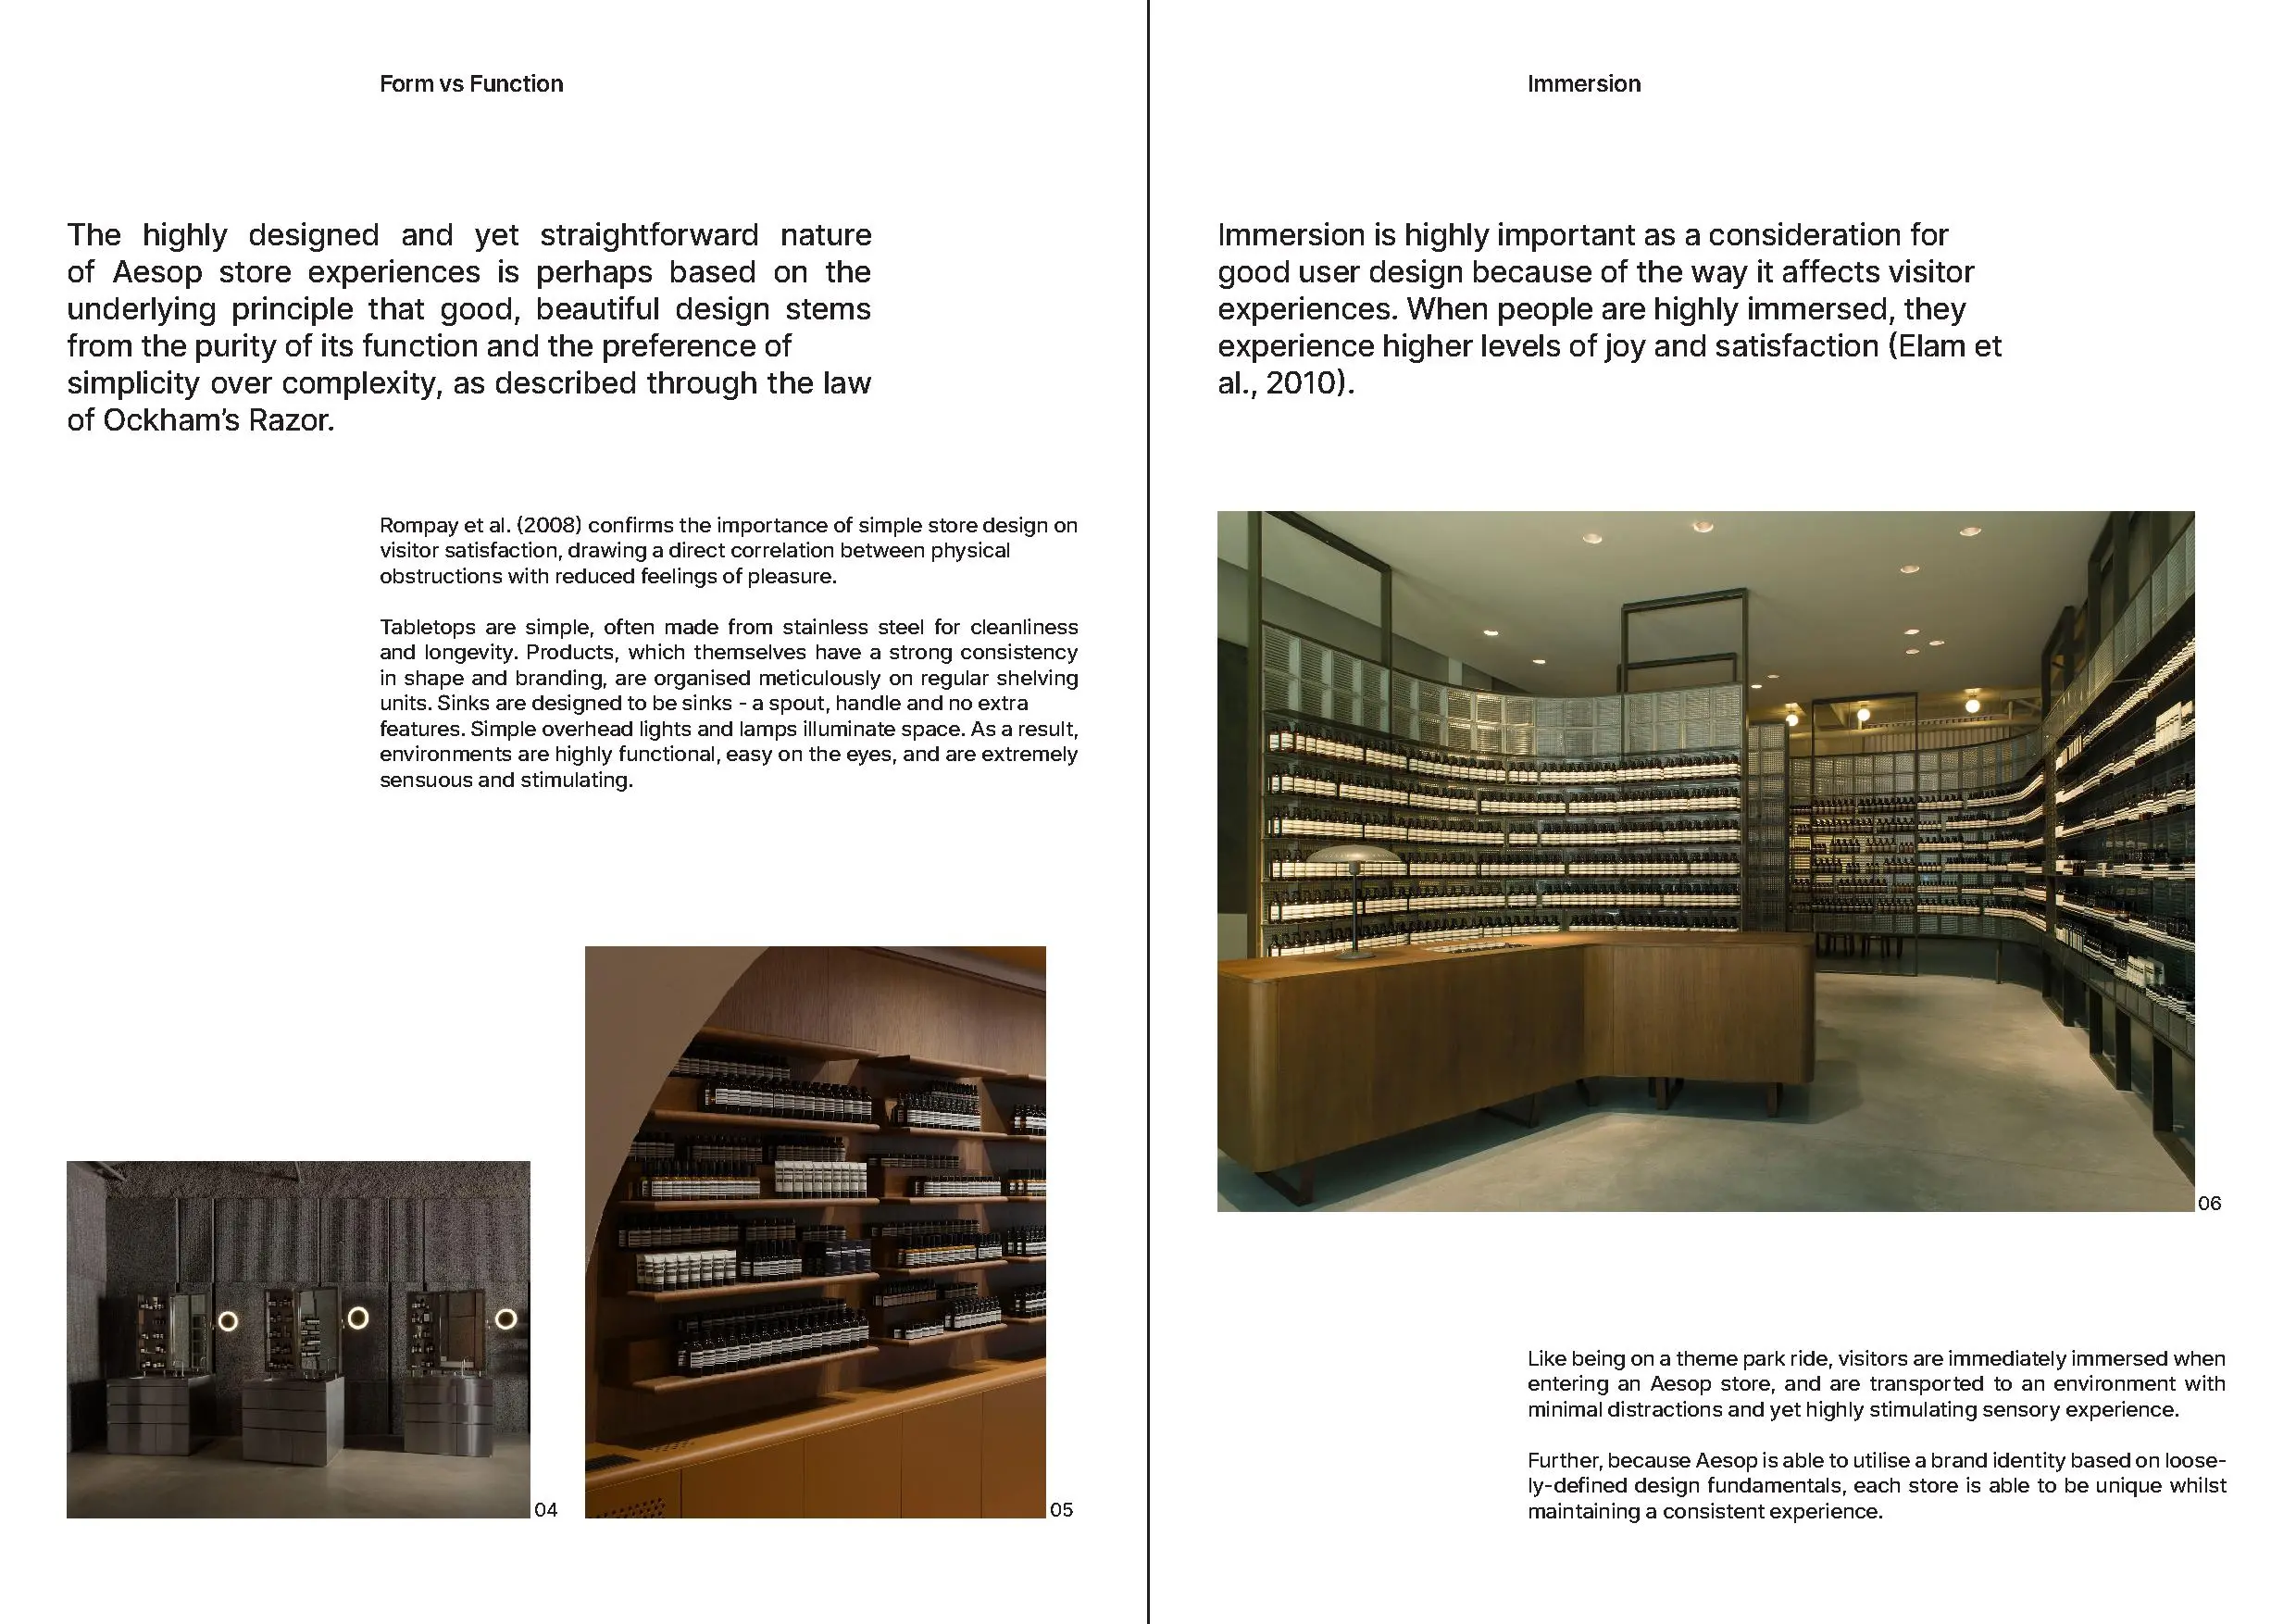 Form vs Function
The highly designed and yet straightforward nature
of Aesop store experiences is perhaps based on the
underlying principle that good, beautiful design stems
from the purity of its function and the preference of
simplicity over complexity, as described through the law
of Ockham’s Razor.
Rompay et al. (2008) confirms the importance of simple store design on
visitor satisfaction, drawing a direct correlation between physical
obstructions with reduced feelings of pleasure.
Tabletops are simple, often made from stainless steel for cleanliness
and longevity. Products, which themselves have a strong consistency
in shape and branding, are organised meticulously on regular shelving
units. Sinks are designed to be sinks - a spout, handle and no extra
features. Simple overhead lights and lamps illuminate space. As a result,
environments are highly functional, easy on the eyes, and are extremely
sensuous and stimulating.
04
05
Immersion
Immersion is highly important as a consideration for
good user design because of the way it affects visitor
experiences. When people are highly immersed, they
experience higher levels of joy and satisfaction (Elam et
al., 2010).
06
Like being on a theme park ride, visitors are immediately immersed when
entering an Aesop store, and are transported to an environment with
minimal distractions and yet highly stimulating sensory experience.
Further, because Aesop is able to utilise a brand identity based on loose-
ly-defined design fundamentals, each store is able to be unique whilst
maintaining a consistent experience.